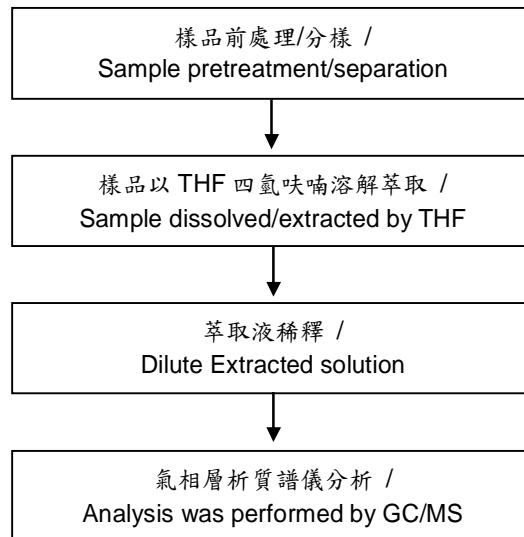 樣品前處理/分樣 /
Sample pretreatment/separation
樣品以 THF 四氫呋喃溶解萃取 /
Sample dissolved/extracted by THF
萃取液稀釋 /
Dilute Extracted solution
氣相層析質譜儀分析 /
Analysis was performed by GC/MS